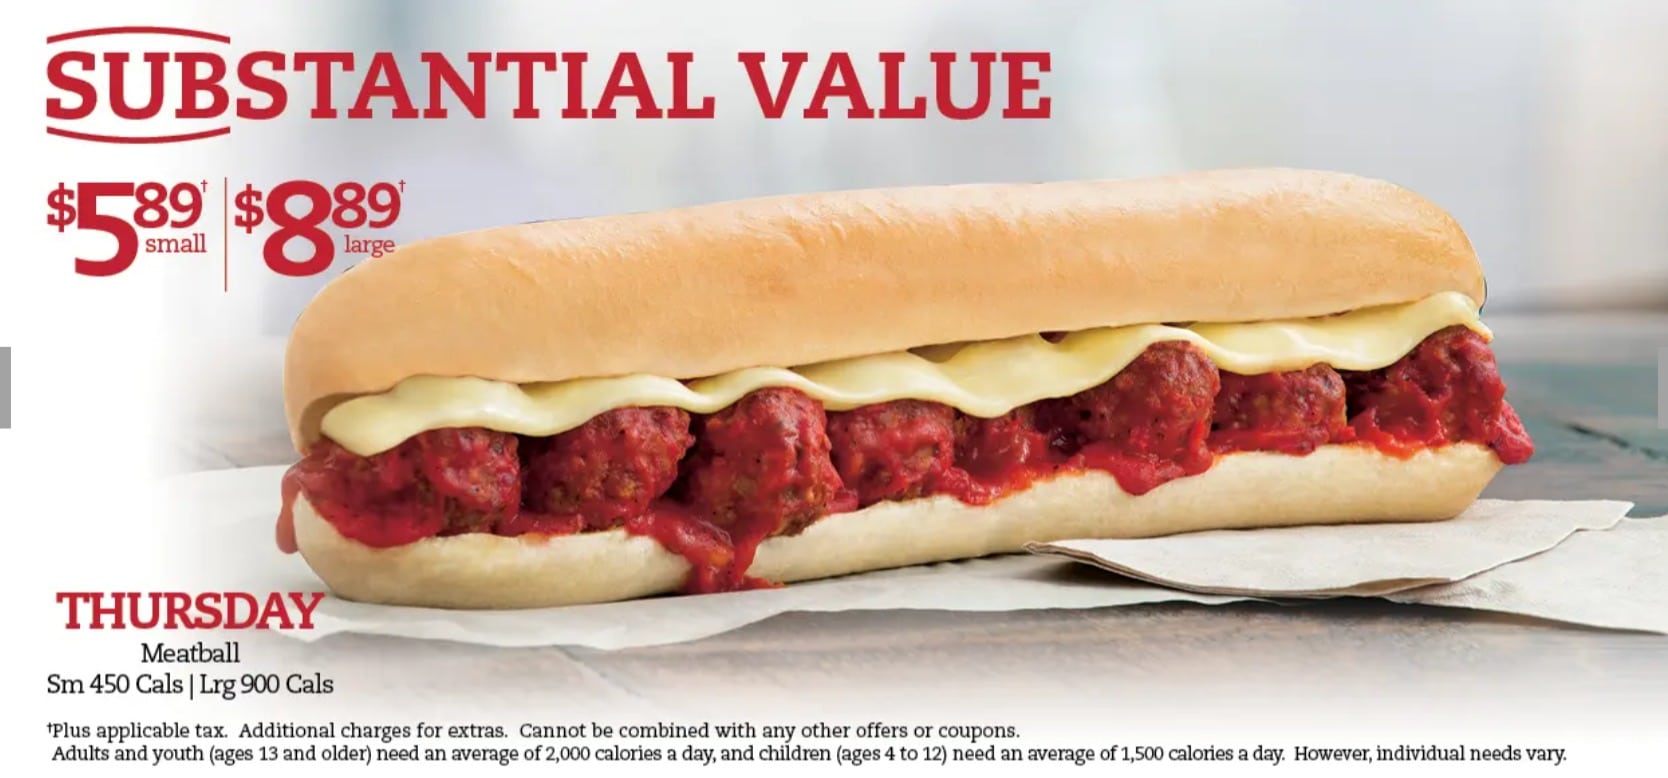 SUBSTANTIAL VALUE
$5 89† small | $8 89† large
THURSDAY
Meatball
Sm 450 Cals | Lrg 900 Cals
†Plus applicable tax. Additional charges for extras. Cannot be combined with any other offers or coupons.
Adults and youth (ages 13 and older) need an average of 2,000 calories a day, and children (ages 4 to 12) need an average of 1,500 calories a day. However, individual needs vary.